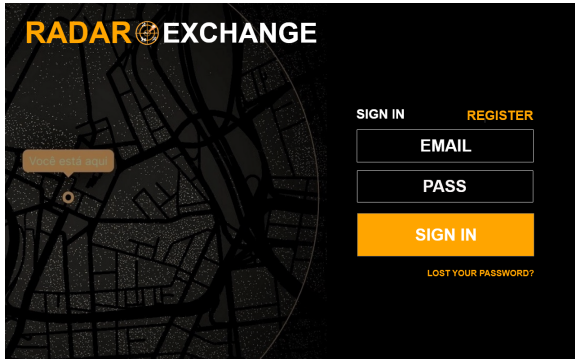 RADAR EXCHANGE
SIGN IN REGISTER
EMAIL
Você está aqui
PASS
SIGN IN
LOST YOUR PASSWORD?